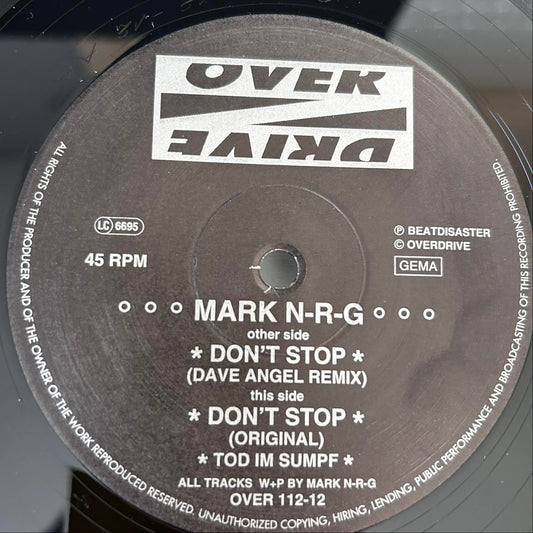 OVER
DRIVE
LC 6695
45 RPM
℗ BEATDISASTER
© OVERDRIVE
GEMA
MARK N-R-G
other side
* DON'T STOP *
(DAVE ANGEL REMIX)
this side
* DON'T STOP *
(ORIGINAL)
* TOD IM SUMPF *
ALL TRACKS W+P BY MARK N-R-G
OVER 112-12
ALL RIGHTS OF THE PRODUCER AND OF THE OWNER OF THE WORK REPRODUCED RESERVED. UNAUTHORIZED COPYING, HIRING, LENDING, PUBLIC PERFORMANCE AND BROADCASTING OF THIS RECORDING PROHIBITED.